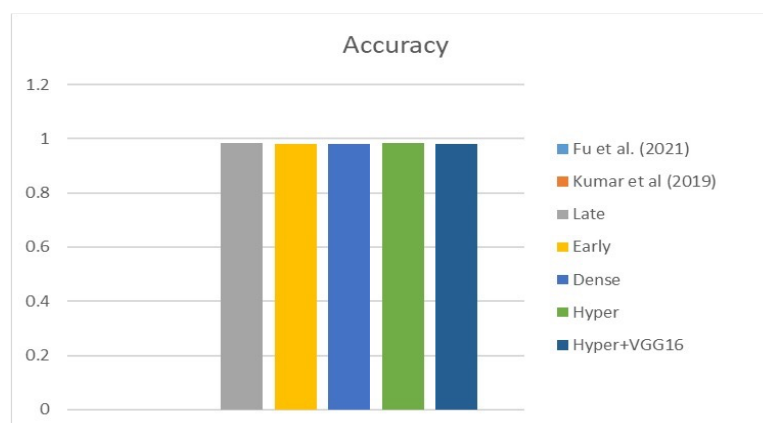 Accuracy
1.2
1
0.8
0.6
0.4
0.2
0
Fu et al. (2021)
Kumar et al (2019)
Late
Early
Dense
Hyper
Hyper+VGG16